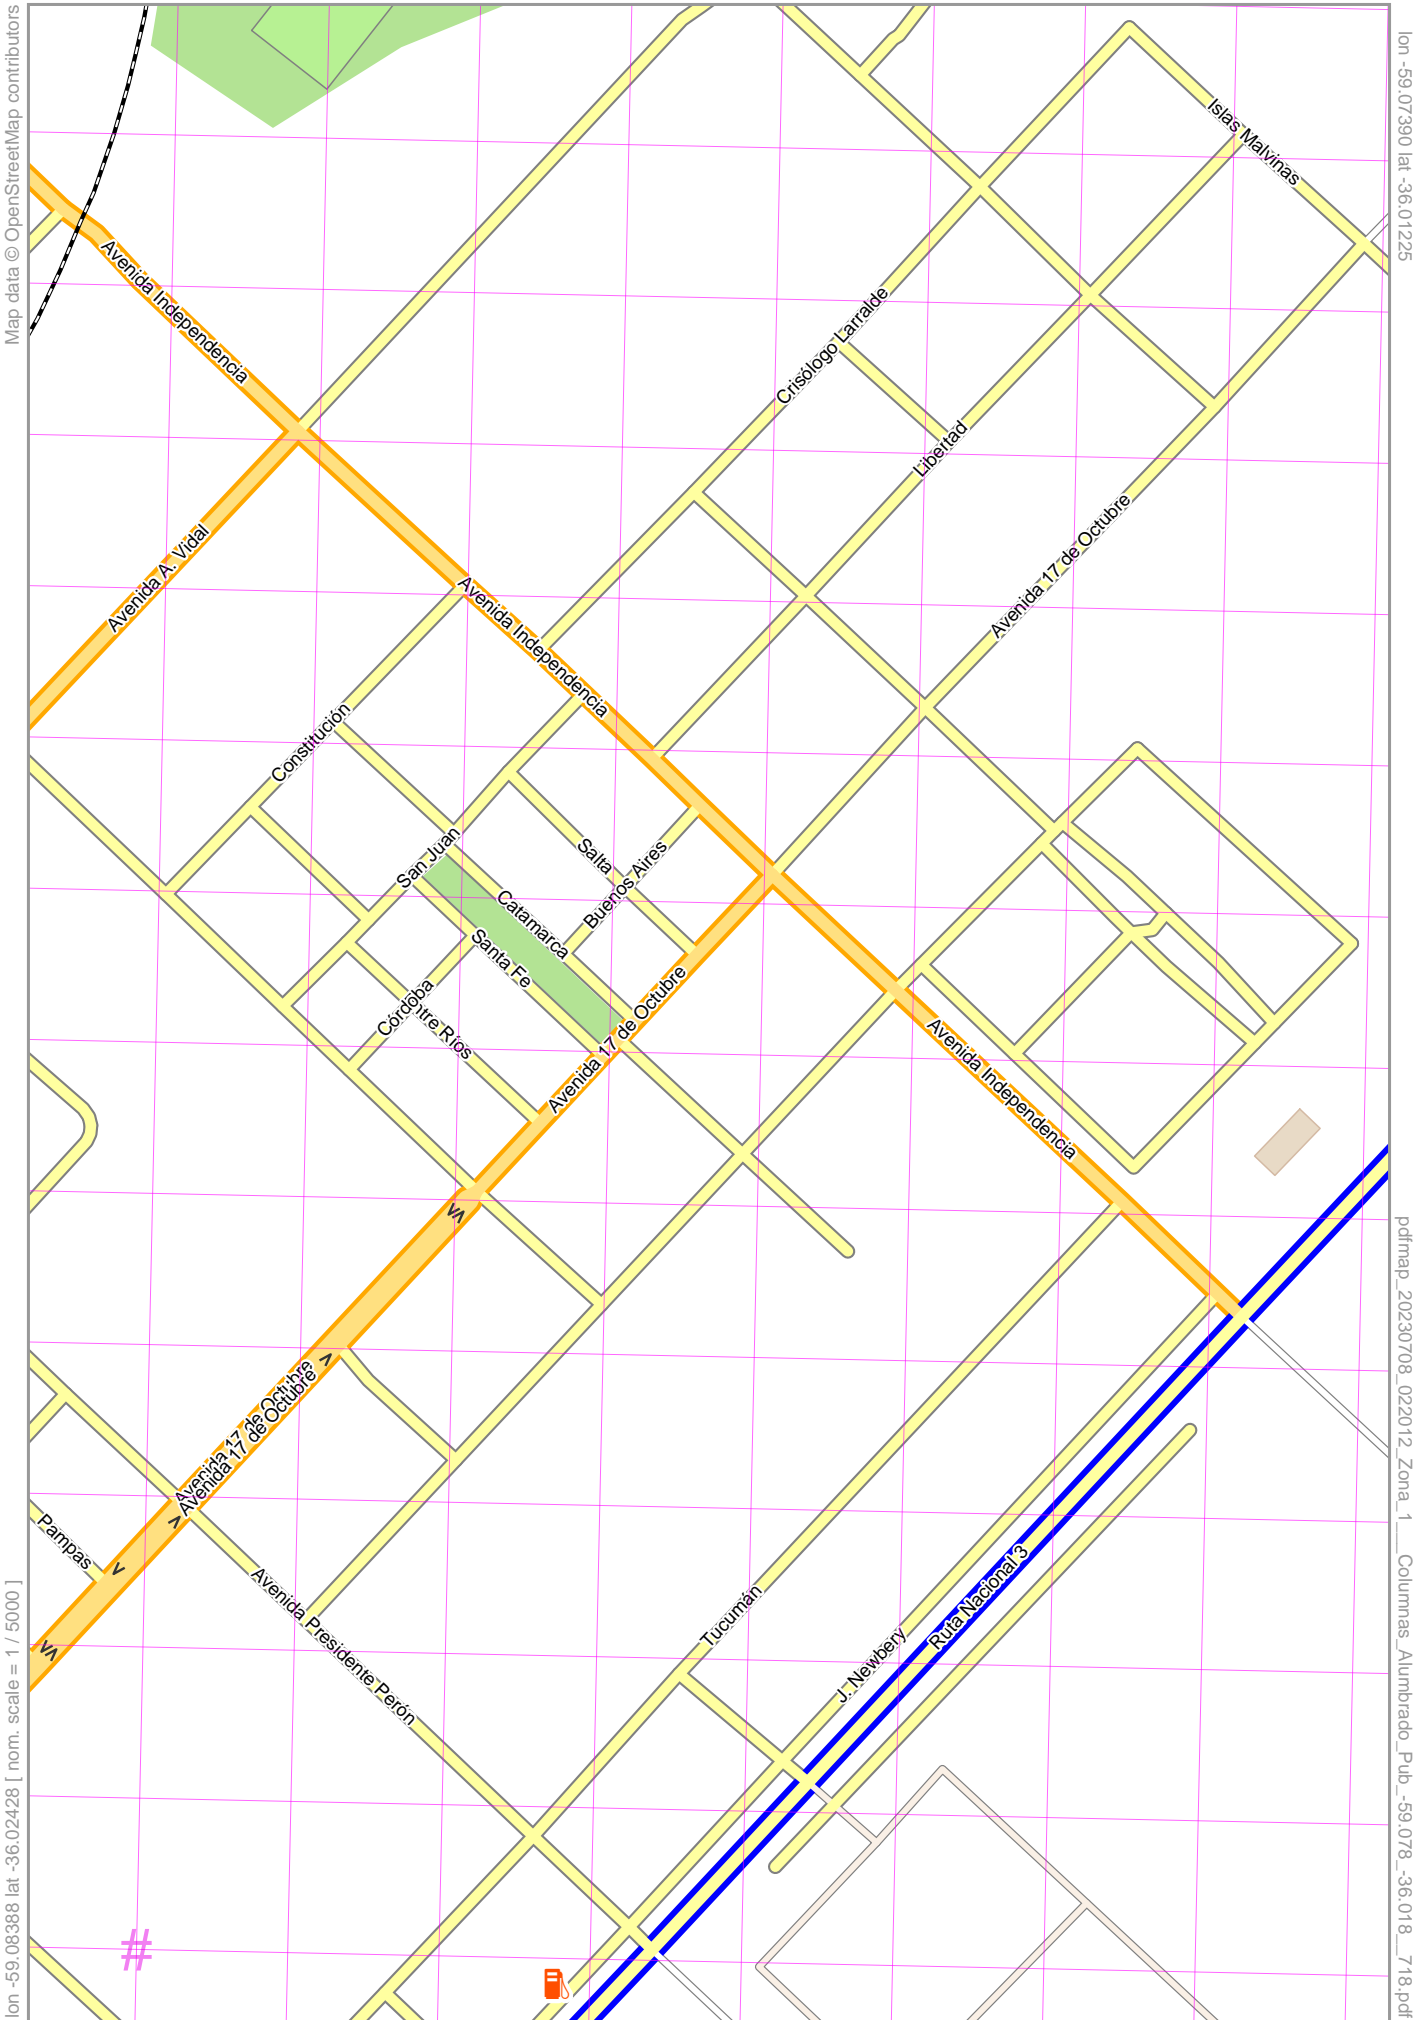 Map data © OpenStreetMap contributors
lon -59.07390 lat -36.01225
Islas Malvinas
Avenida Independencia
Crisólogo Larralde
Libertad
Avenida 17 de Octubre
Avenida A. Vidal
Avenida Independencia
Constitución
San Juan
Salta
Buenos Aires
Catamarca
Santa Fe
Córdoba
ntre Ríos
Avenida 17 de Octubre
Avenida Independencia
Avenida 17 de Octubre
Avenida 17 de Octubre
Pampas
Avenida Presidente Perón
Tucumán
J. Newbery
Ruta Nacional 3
#
lon -59.08388 lat -36.02428 [ nom. scale = 1 / 5000 ]
pdfmap_20230708_022012_Zona_1___Columnas_Alumbrado_Pub_-59.078_-36.018__718.pdf